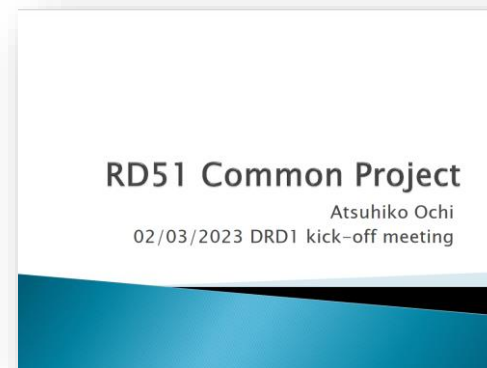 RD51 Common Project
Atsuhiko Ochi
02/03/2023 DRD1 kick-off meeting